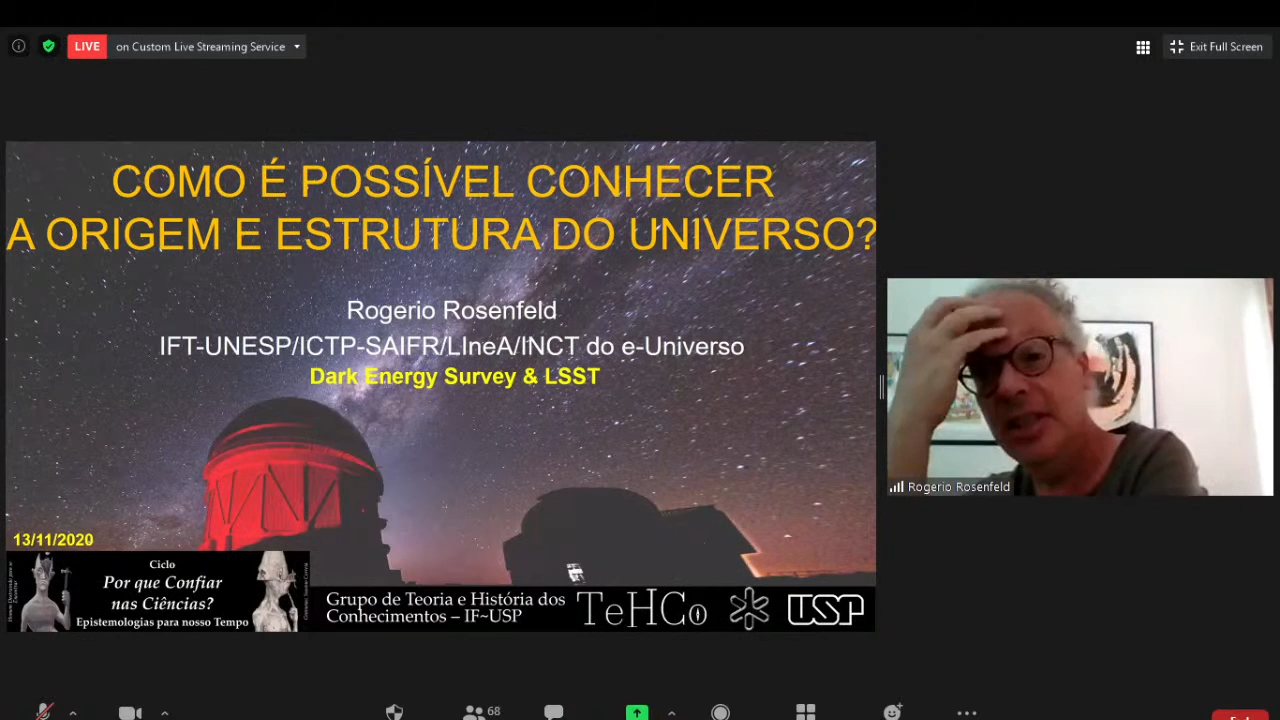 LIVE
on Custom Live Streaming Service
Exit Full Screen
COMO É POSSÍVEL CONHECER
A ORIGEM E ESTRUTURA DO UNIVERSO?
Rogerio Rosenfeld
IFT-UNESP/ICTP-SAIFR/LIneA/INCT do e-Universo
Dark Energy Survey & LSST
Rogerio Rosenfeld
13/11/2020
Ciclo
Por que Confiar
nas Ciências?
Epistemologias para nosso Tempo
Grupo de Teoria e História dos
Conhecimentos – IF~USP
TeHCo
USP
68